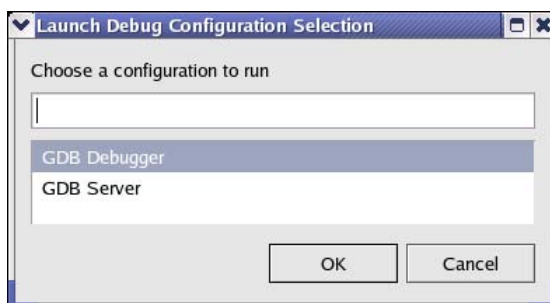 Launch Debug Configuration Selection
Choose a configuration to run
GDB Debugger
GDB Server
OK
Cancel